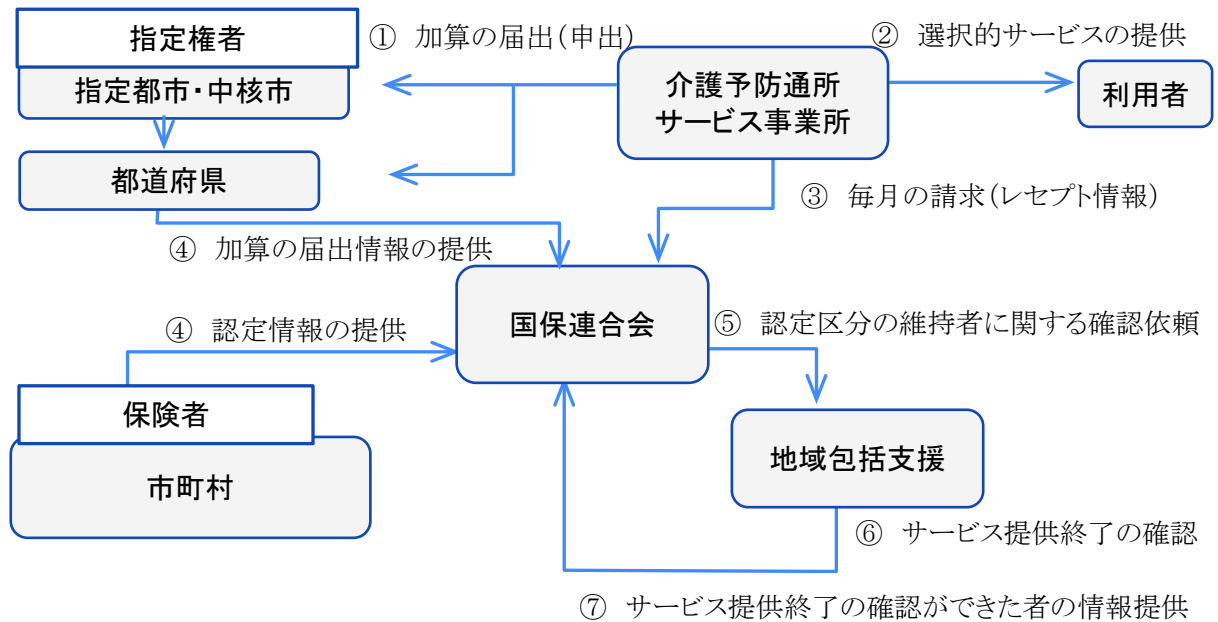 指定権者
① 加算の届出(申出)
② 選択的サービスの提供
指定都市・中核市
介護予防通所
サービス事業所
利用者
都道府県
③ 毎月の請求(レセプト情報)
④ 加算の届出情報の提供
国保連合会
④ 認定情報の提供
⑤ 認定区分の維持者に関する確認依頼
保険者
市町村
地域包括支援
⑥ サービス提供終了の確認
⑦ サービス提供終了の確認ができた者の情報提供